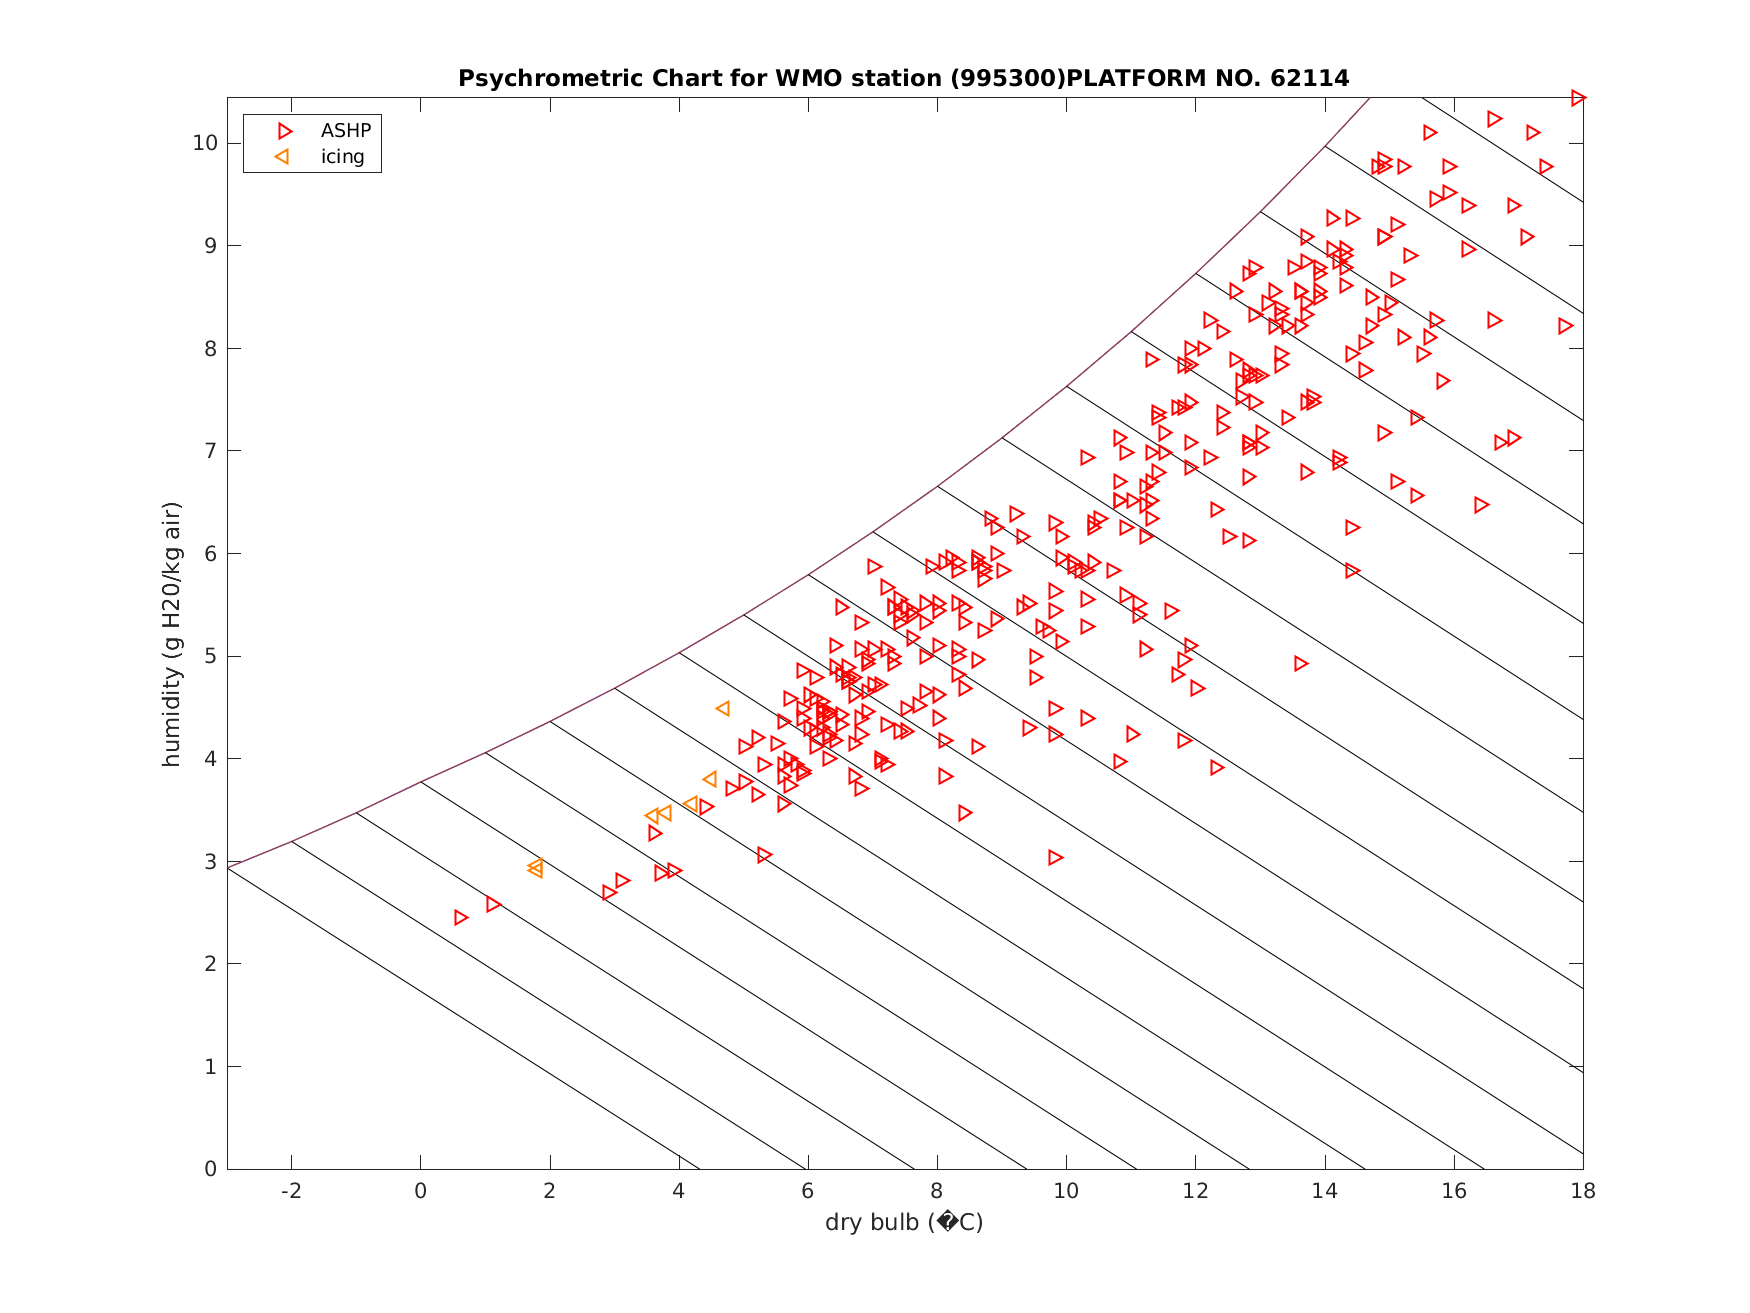 Psychrometric Chart for WMO station (995300)PLATFORM NO. 62114
ASHP
icing
humidity (g H20/kg air)
10
9
8
7
6
5
4
3
2
1
0
-2 0 2 4 6 8 10 12 14 16 18
dry bulb (�C)